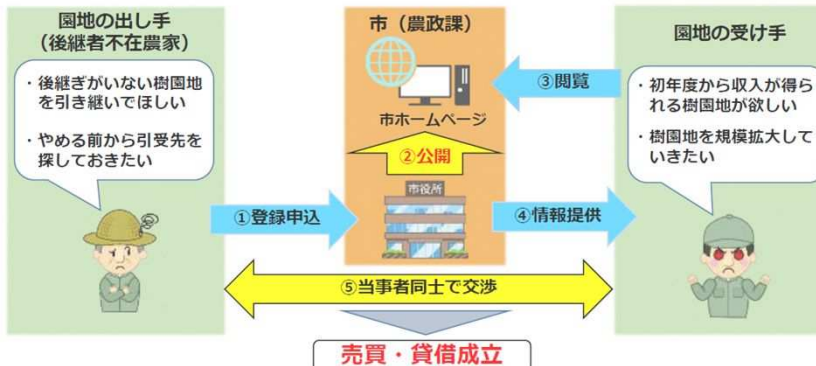 園地の出し手
（後継者不在農家）
・後継ぎがいない樹園地
を引き継いでほしい
・やめる前から引受先を
探しておきたい
市（農政課）
市ホームページ
②公開
市役所
園地の受け手
・初年度から収入が得ら
れる樹園地が欲しい
・樹園地を規模拡大して
いきたい
③閲覧
①登録申込
④情報提供
⑤当事者同士で交渉
売買・貸借成立